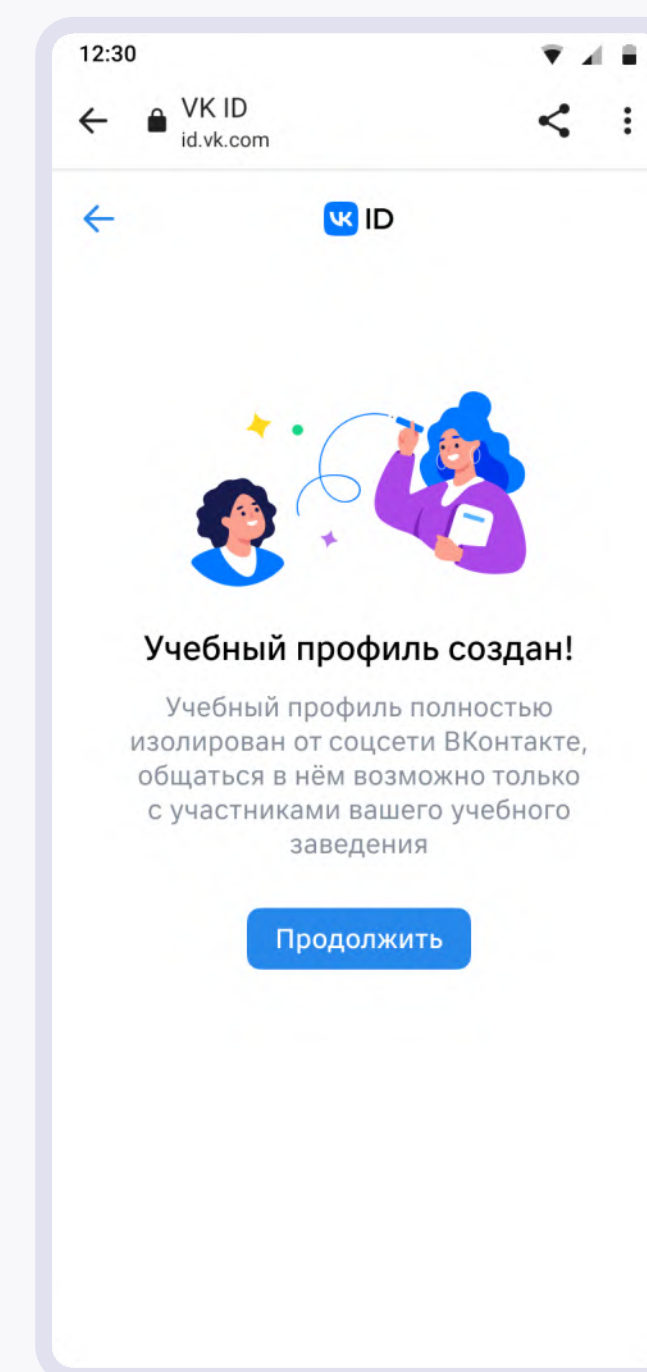 12:30
VK ID
id.vk.com
VK ID
Учебный профиль создан!
Учебный профиль полностью
изолирован от соцсети ВКонтакте,
общаться в нём возможно только
с участниками вашего учебного
заведения
Продолжить